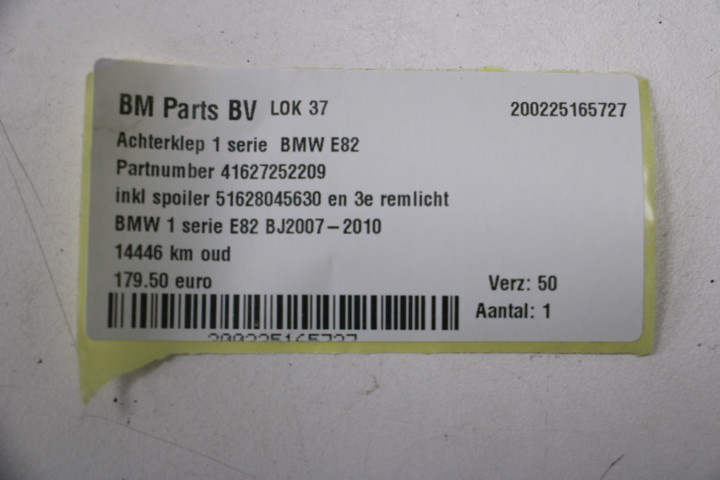 BM Parts BV LOK 37 200225165727
Achterklep 1 serie BMW E82
Partnumber 41627252209
inkl spoiler 51628045630 en 3e remlicht
BMW 1 serie E82 BJ2007-2010
14446 km oud
179.50 euro Verz: 50
Aantal: 1
200225165727